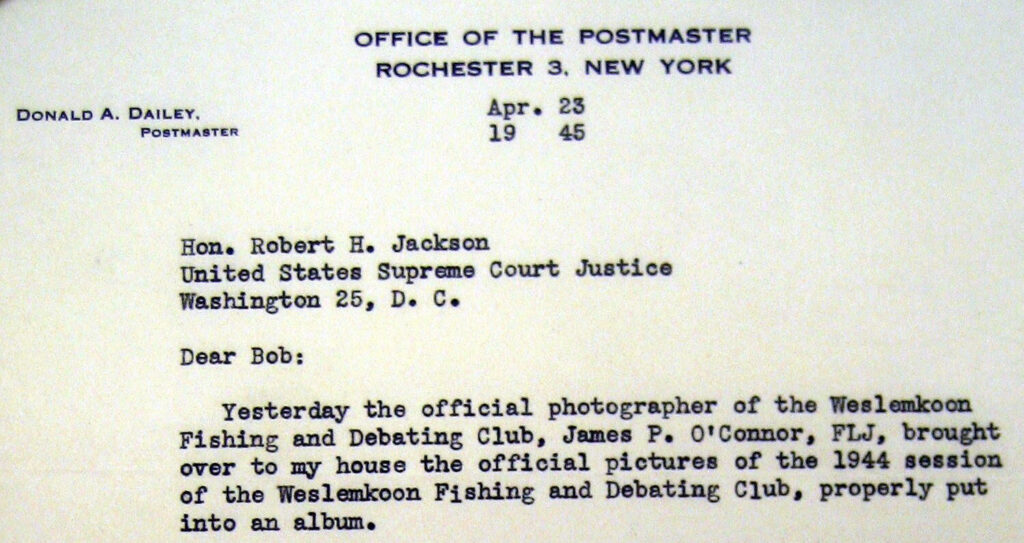 OFFICE OF THE POSTMASTER
ROCHESTER 3, NEW YORK
DONALD A. DAILEY,
POSTMASTER
Apr. 23
19 45
Hon. Robert H. Jackson
United States Supreme Court Justice
Washington 25, D. C.
Dear Bob:
Yesterday the official photographer of the Weslemkoon
Fishing and Debating Club, James P. O'Connor, FLJ, brought
over to my house the official pictures of the 1944 session
of the Weslemkoon Fishing and Debating Club, properly put
into an album.